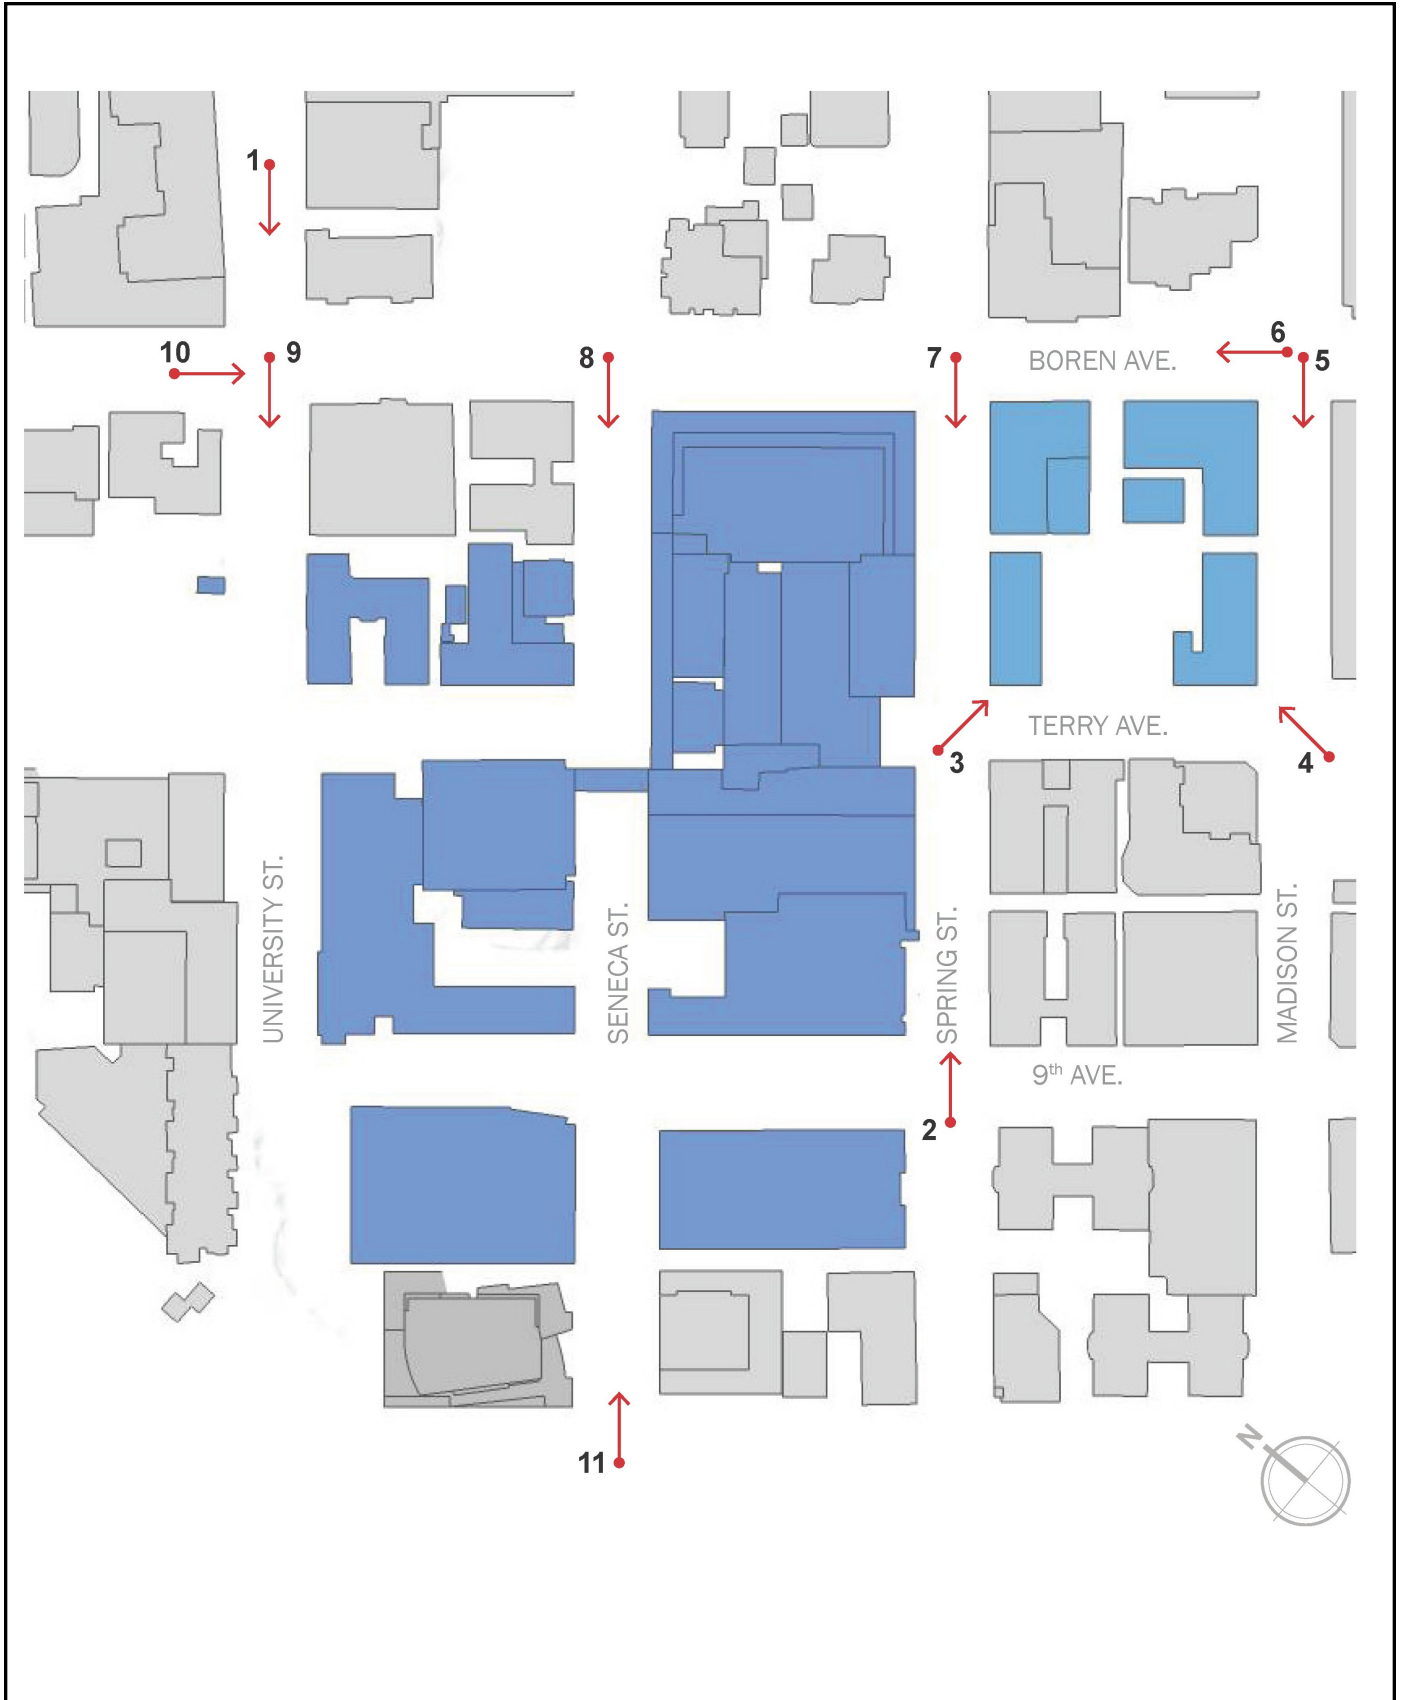 1
10
9
8
7
BOREN AVE.
6
5
TERRY AVE.
3
4
UNIVERSITY ST.
SENECA ST.
SPRING ST.
MADISON ST.
9th AVE.
2
11
N